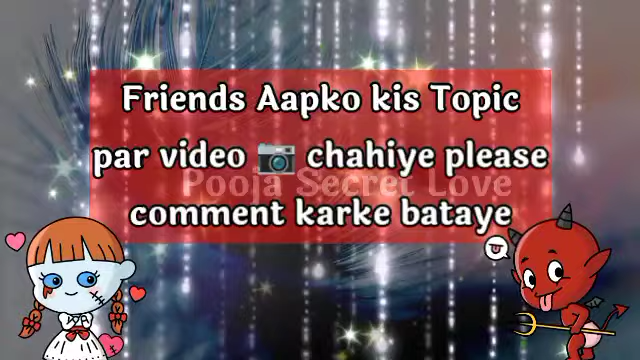 Friends Aapko kis Topic
par video 📷 chahiye please
Pooja Secret Love
comment karke bataye